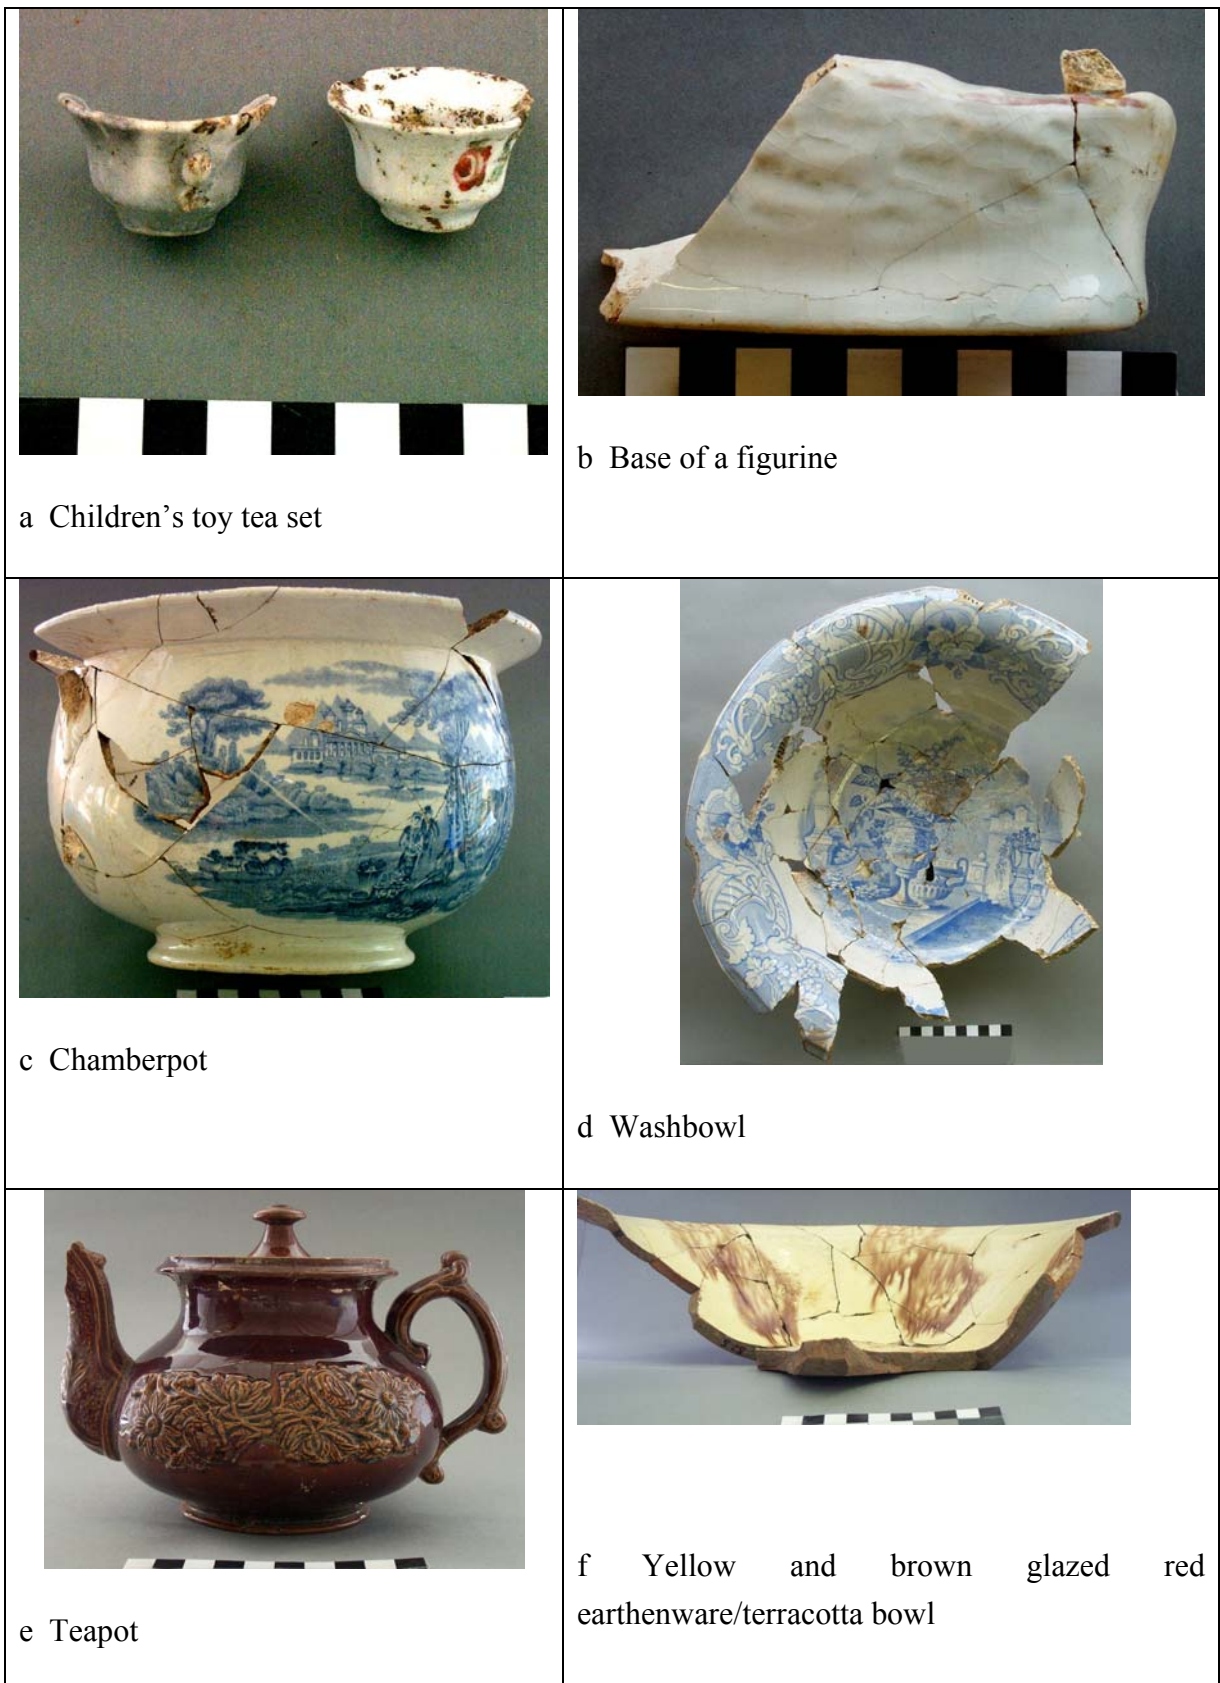 a Children’s toy tea set
b Base of a figurine
c Chamberpot
d Washbowl
e Teapot
f Yellow and brown glazed red
earthenware/terracotta bowl